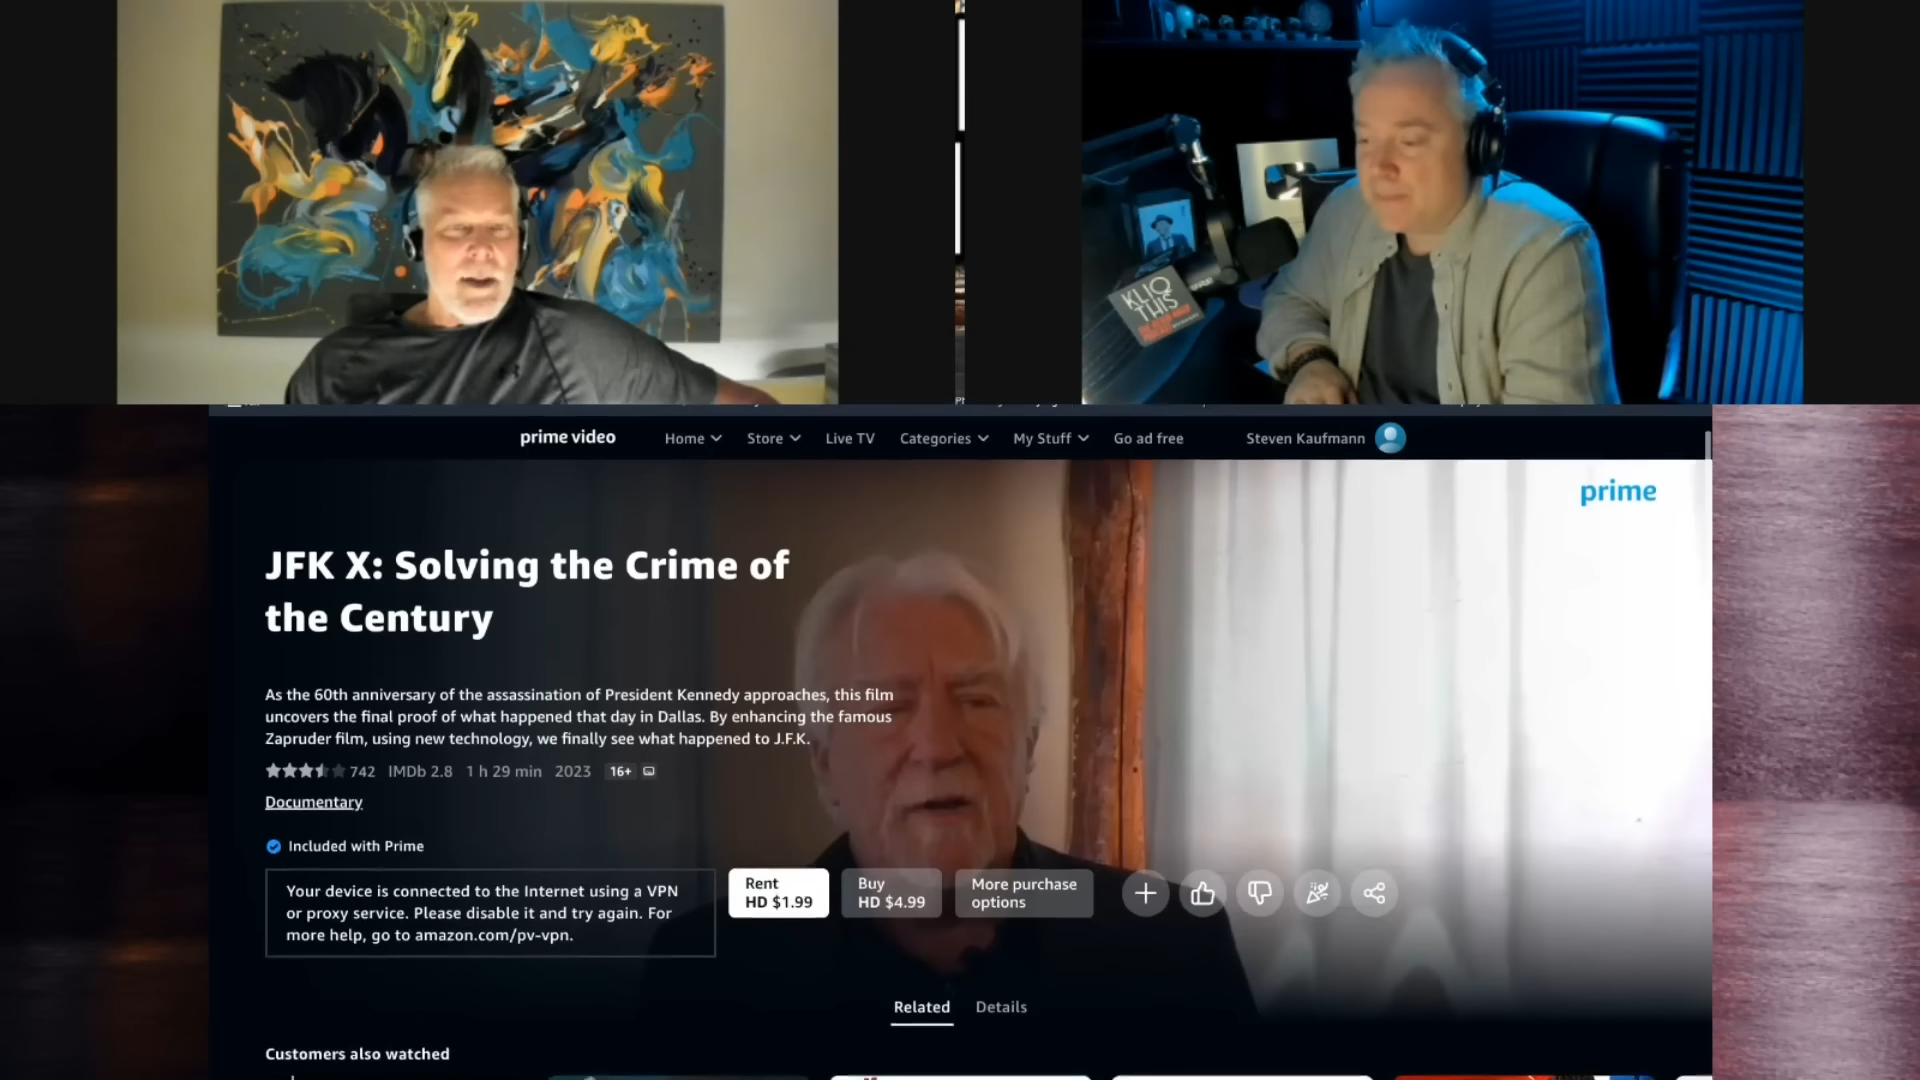 KLIQ
THIS
prime video
Home
Store
Live TV
Categories
My Stuff
Go ad free
Steven Kaufmann
prime
JFK X: Solving the Crime of
the Century
As the 60th anniversary of the assassination of President Kennedy approaches, this film
uncovers the final proof of what happened that day in Dallas. By enhancing the famous
Zapruder film, using new technology, we finally see what happened to J.F.K.
742 IMDb 2.8 1 h 29 min 2023 16+
Documentary
Included with Prime
Your device is connected to the Internet using a VPN
or proxy service. Please disable it and try again. For
more help, go to amazon.com/pv-vpn.
Rent
HD $1.99
Buy
HD $4.99
More purchase
options
Related
Details
Customers also watched